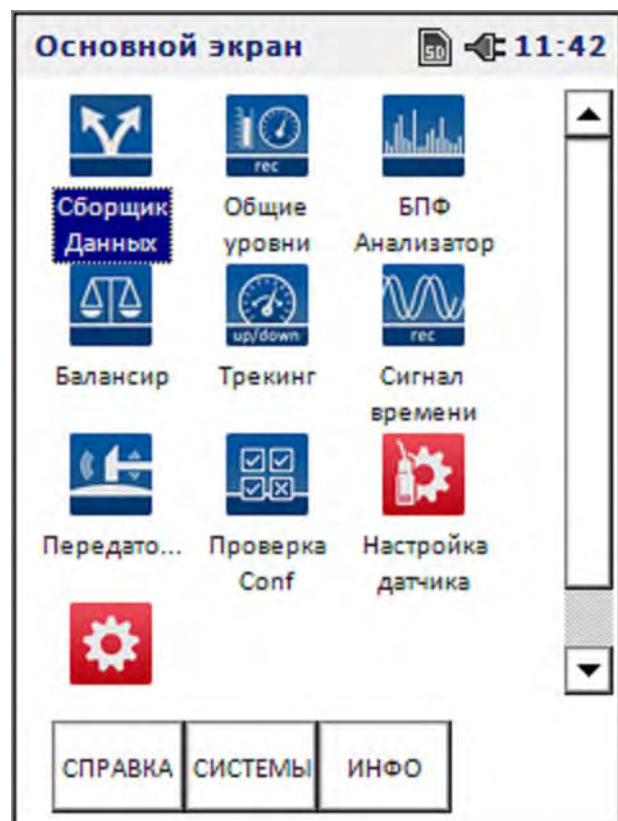 Основной экран 11:42
SD
rec
Сборщик Данных
Общие уровни
БПФ Анализатор
up/down
rec
Балансир
Трекинг
Сигнал времени
Передато...
Проверка Conf
Настройка датчика
СПРАВКА СИСТЕМЫ ИНФО